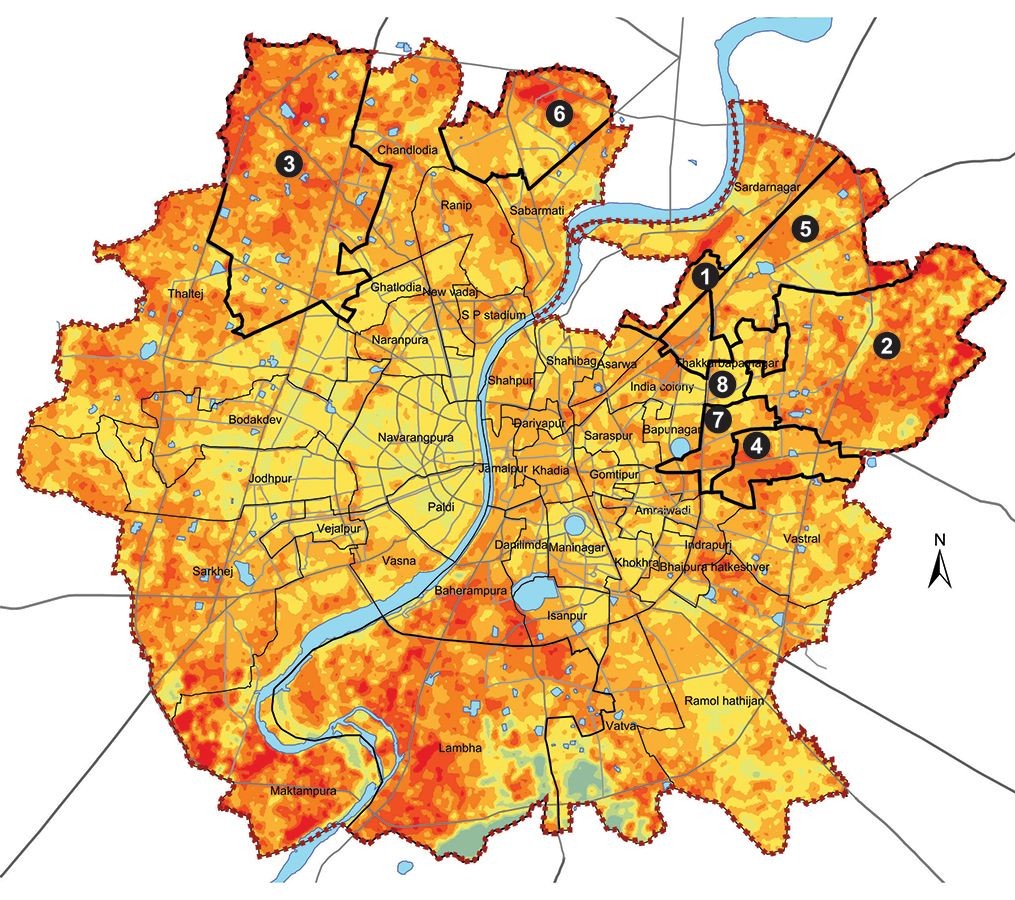 6
Chandlodia
3
Sardarnagar
Ranip
Sabarmati
5
1
Ghatlodia
New vadaj
Thaltej
S P stadium
Naranpura
2
Shahibag
Asarwa
Thakkarbapanagar
Shahpur
India colony
8
Bodakdev
Dariyapur
7
Bapunagar
Navarangpura
Saraspur
4
Jamalpur
Khadia
Gomtipur
Jodhpur
Paldi
Amraiwadi
Vejalpur
Vastral
N
Danilimda
Maninagar
Indrapuri
Vasna
Khokhra
Bhaipura hatkeshver
Sarkhej
Baherampura
Isanpur
Ramol hathijan
Vatva
Lambha
Maktampura